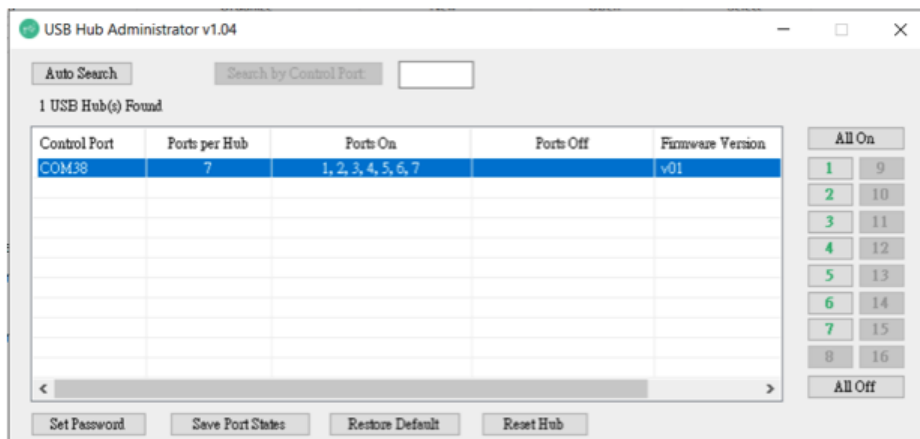 USB Hub Administrator v1.04
Auto Search Search by Control Port:
1 USB Hub(s) Found
Control Port Ports per Hub Ports On Ports Off Firmware Version
COM38 7 1, 2, 3, 4, 5, 6, 7 v01
All On
1 9
2 10
3 11
4 12
5 13
6 14
7 15
8 16
All Off
Set Password Save Port States Restore Default Reset Hub